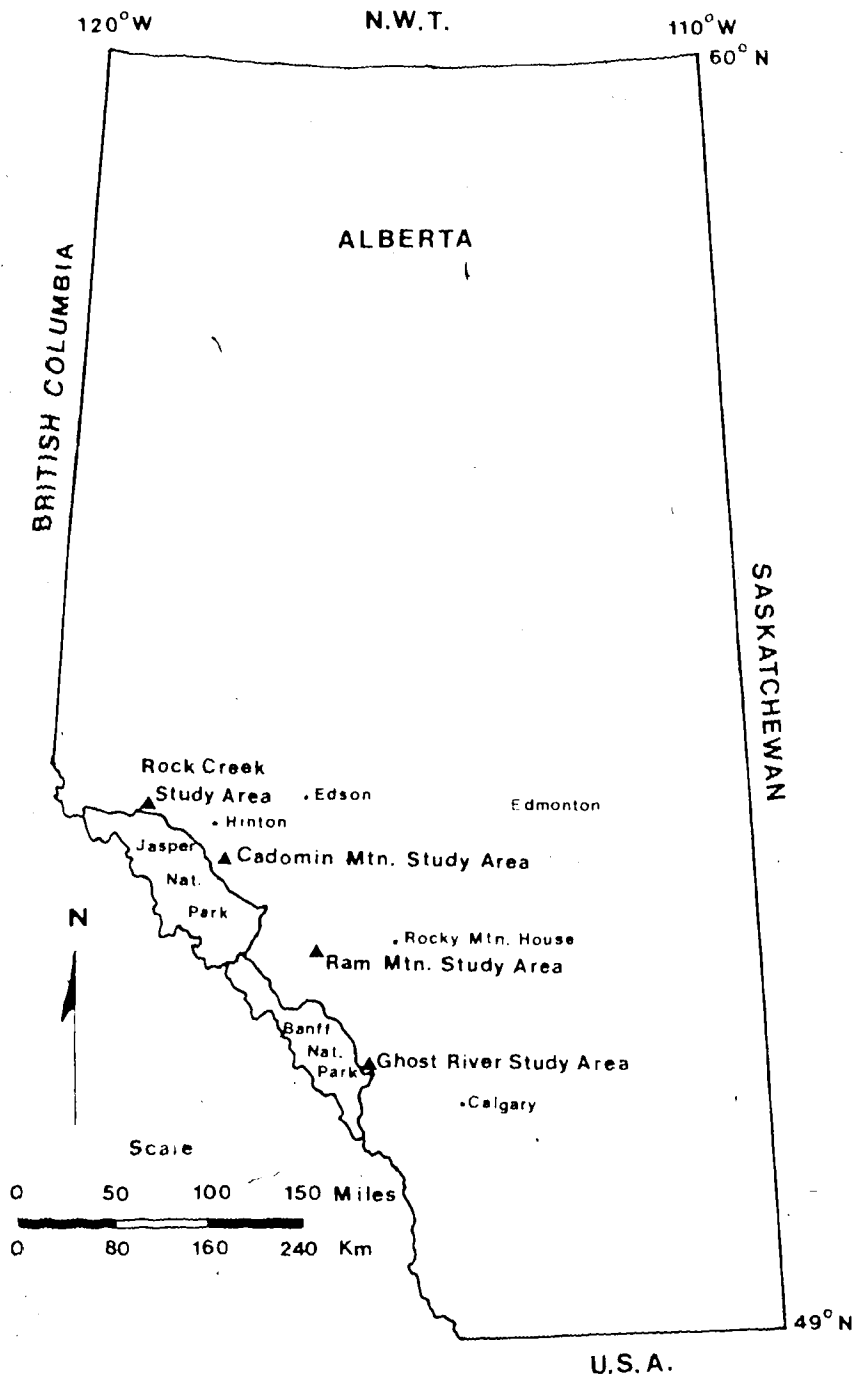 120°W
N.W.T.
110°W
60° N
ALBERTA
BRITISH COLUMBIA
SASKATCHEWAN
Rock Creek
Study Area
Edson
Edmonton
Hinton
Jasper
Nat.
Park
Cadomin Mtn. Study Area
N
Rocky Mtn. House
Ram Mtn. Study Area
Banff
Nat.
Park
Ghost River Study Area
Calgary
Scale
0 50 100 150 Miles
0 80 160 240 Km
49°N
U.S.A.